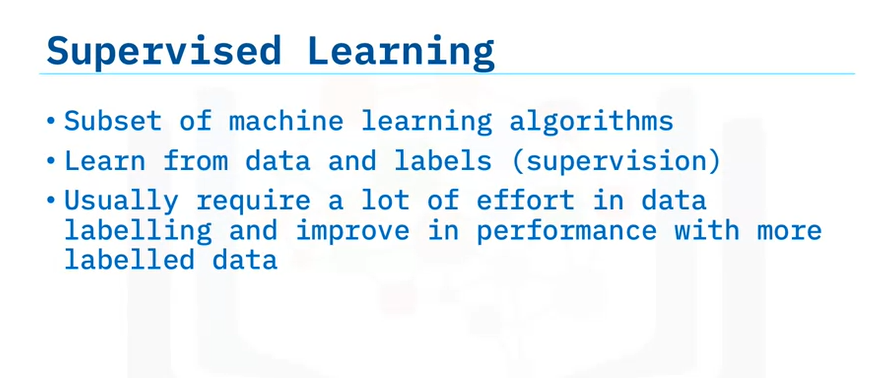 Supervised Learning
• Subset of machine learning algorithms
• Learn from data and labels (supervision)
• Usually require a lot of effort in data
labelling and improve in performance with more
labelled data